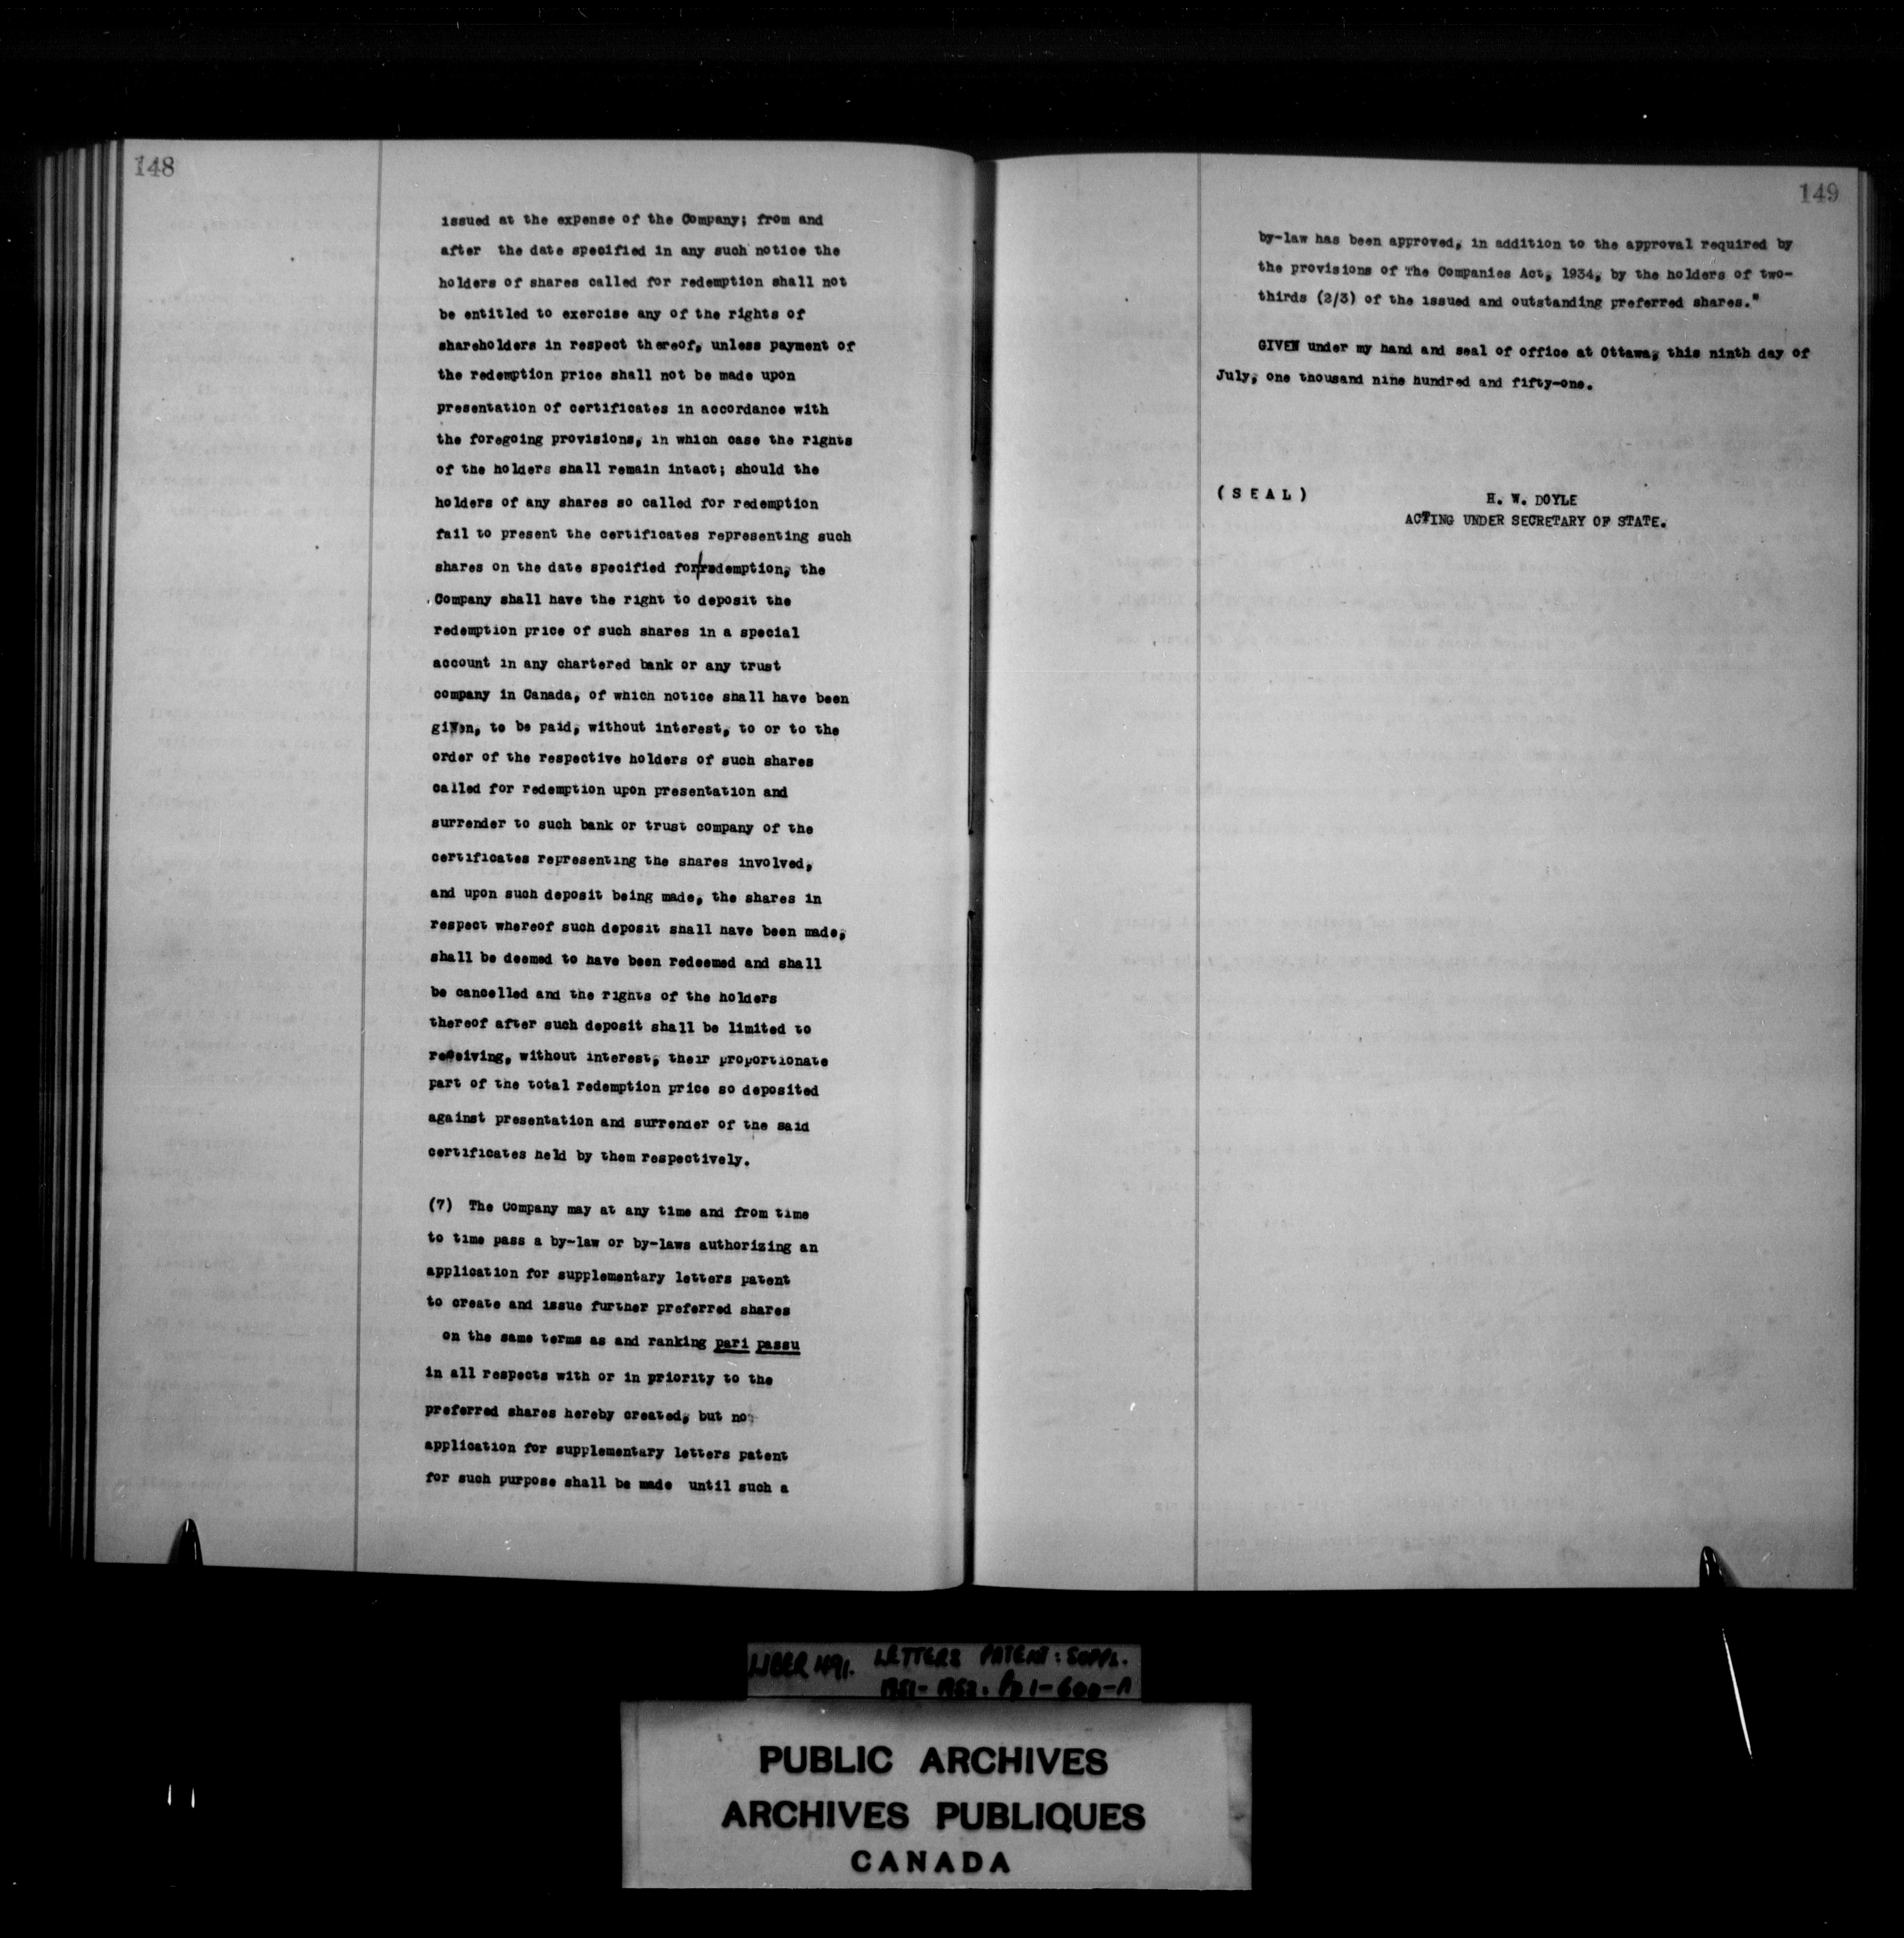 148
issued at the expense of the Company; from and
after the date specified in any such notice the
holders of shares called for redemption shall not
be entitled to exercise any of the rights of
shareholders in respect thereof, unless payment of
the redemption price shall not be made upon
presentation of certificates in accordance with
the foregoing provisions, in which case the rights
of the holders shall remain intact; should the
holders of any shares so called for redemption
fail to present the certificates representing such
shares on the date specified for redemption, the
Company shall have the right to deposit the
redemption price of such shares in a special
account in any chartered bank or any trust
company in Canada, of which notice shall have been
given, to be paid, without interest, to or to the
order of the respective holders of such shares
called for redemption upon presentation and
surrender to such bank or trust company of the
certificates representing the shares involved,
and upon such deposit being made, the shares in
respect whereof such deposit shall have been made,
shall be deemed to have been redeemed and shall
be cancelled and the rights of the holders
thereof after such deposit shall be limited to
receiving, without interest, their proportionate
part of the total redemption price so deposited
against presentation and surrender of the said
certificates held by them respectively.
(7) The Company may at any time and from time
to time pass a by-law or by-laws authorizing an
application for supplementary letters patent
to create and issue further preferred shares
on the same terms as and ranking pari passu
in all respects with or in priority to the
preferred shares hereby created, but no
application for supplementary letters patent
for such purpose shall be made until such a
149
by-law has been approved, in addition to the approval required by
the provisions of The Companies Act, 1934, by the holders of two-
thirds (2/3) of the issued and outstanding preferred shares."
GIVEN under my hand and seal of office at Ottawa, this ninth day of
July, one thousand nine hundred and fifty-one.
( S E A L )
H. W. DOYLE
ACTING UNDER SECRETARY OF STATE.
LIBER 491. LETTERS PATENT: SUPPL.
1951-1952. PP 1-600-A
PUBLIC ARCHIVES
ARCHIVES PUBLIQUES
CANADA